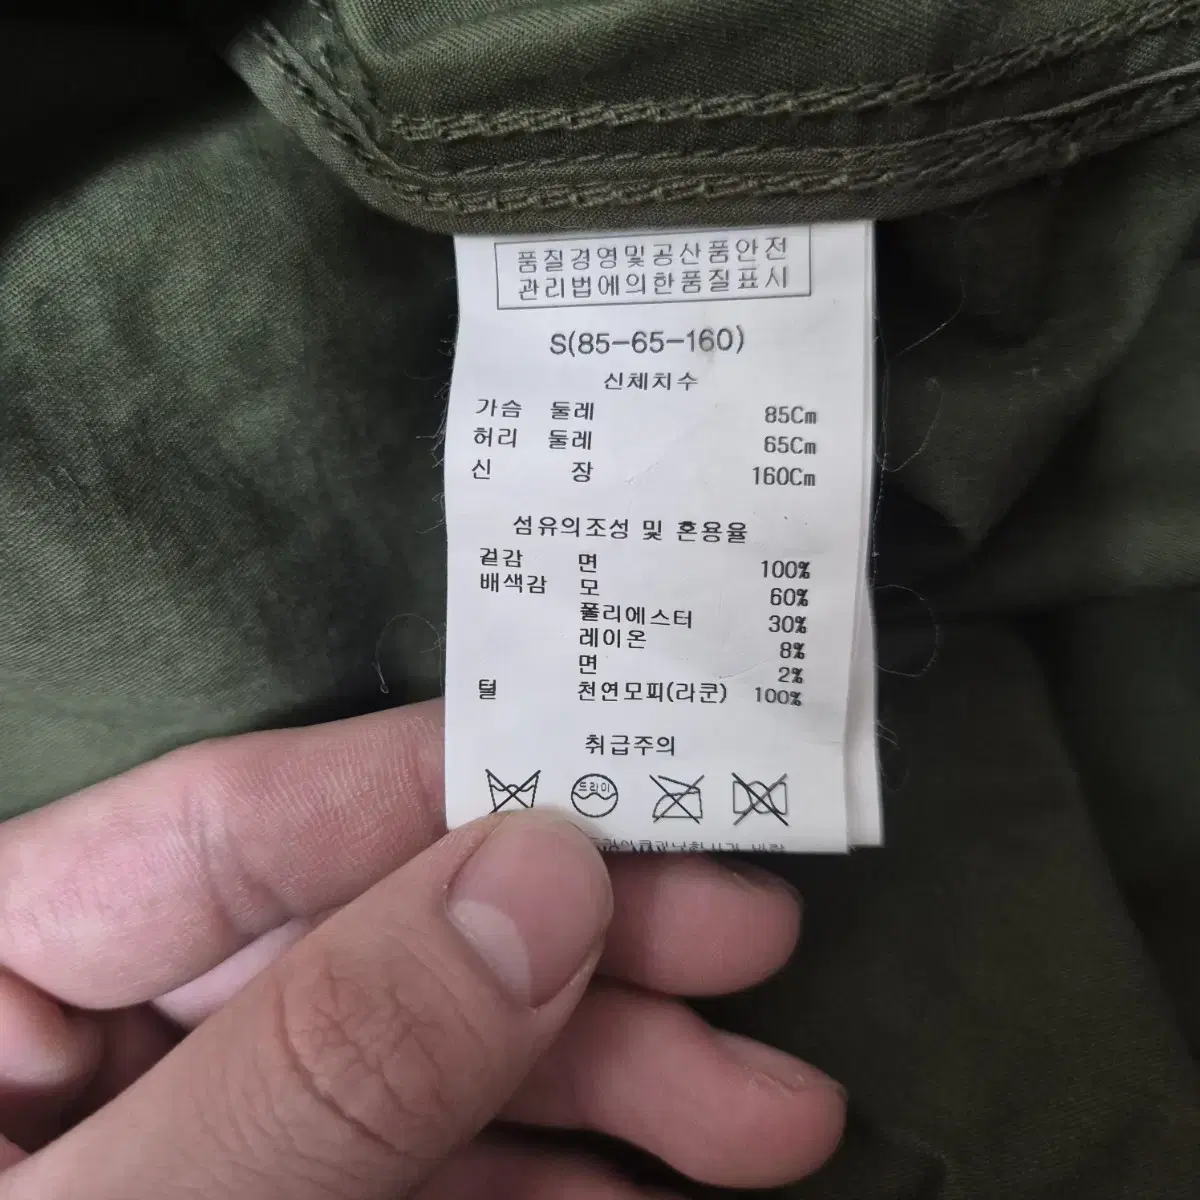 품질경영및공산품안전
관리법에의한품질표시
S(85-65-160)
신체치수
가슴 둘레 85Cm
허리 둘레 65Cm
신 장 160Cm
섬유의조성 및 혼용율
겉감 면 100%
배색감 모 60%
폴리에스터 30%
레이온 8%
면 2%
털 천연모피(라쿤) 100%
취급주의
드라이